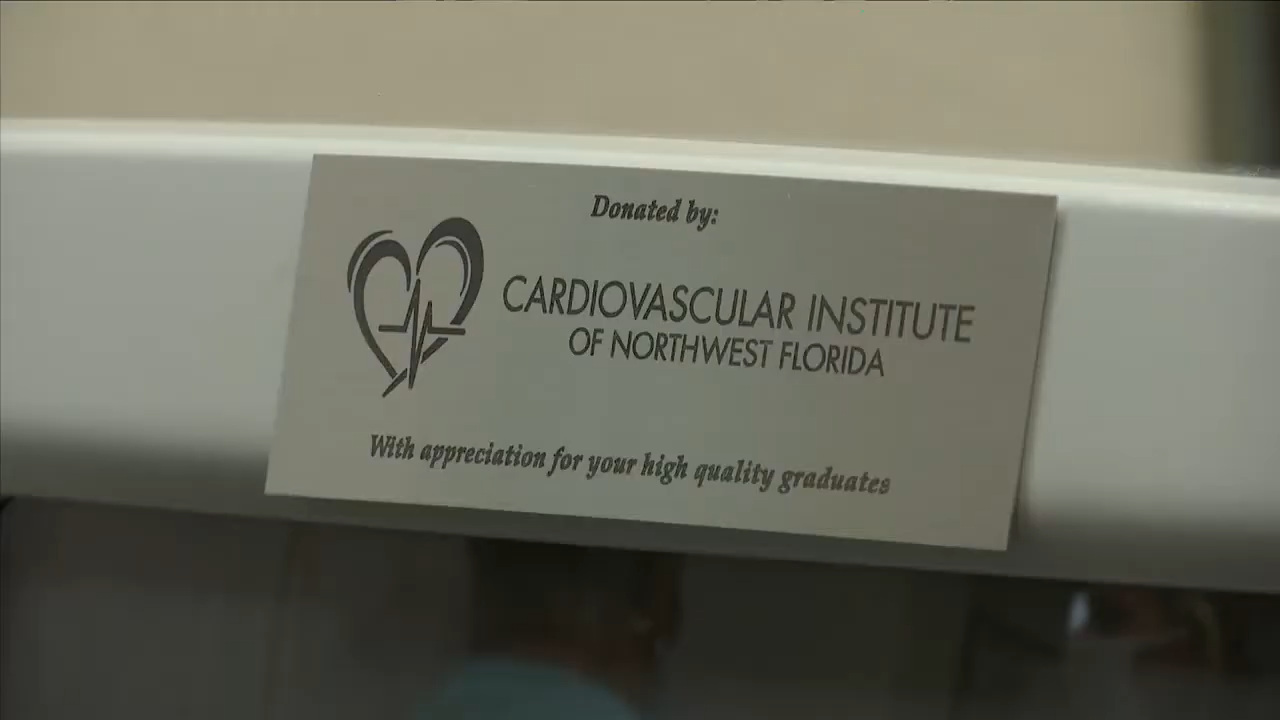 Donated by:
CARDIOVASCULAR INSTITUTE
OF NORTHWEST FLORIDA
With appreciation for your high quality graduates